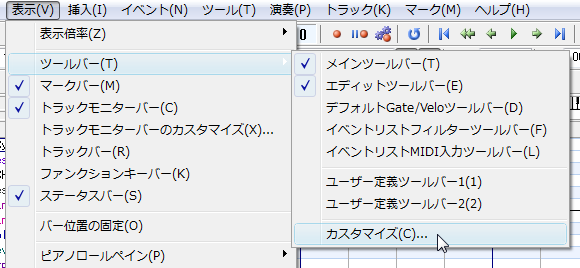 表示(V) 挿入(I) イベント(N) ツール(T) 演奏(P) トラック(K) マーク(M) ヘルプ(H)
表示倍率(Z)
ツールバー(T)
マークバー(M)
トラックモニターバー(C)
トラックモニターバーのカスタマイズ(X)...
トラックバー(R)
ファンクションキーバー(K)
ステータスバー(S)
バー位置の固定(O)
ピアノロールペイン(P)
メインツールバー(T)
エディットツールバー(E)
デフォルトGate/Veloツールバー(D)
イベントリストフィルターツールバー(F)
イベントリストMIDI入力ツールバー(L)
ユーザー定義ツールバー1(1)
ユーザー定義ツールバー2(2)
カスタマイズ(C)...